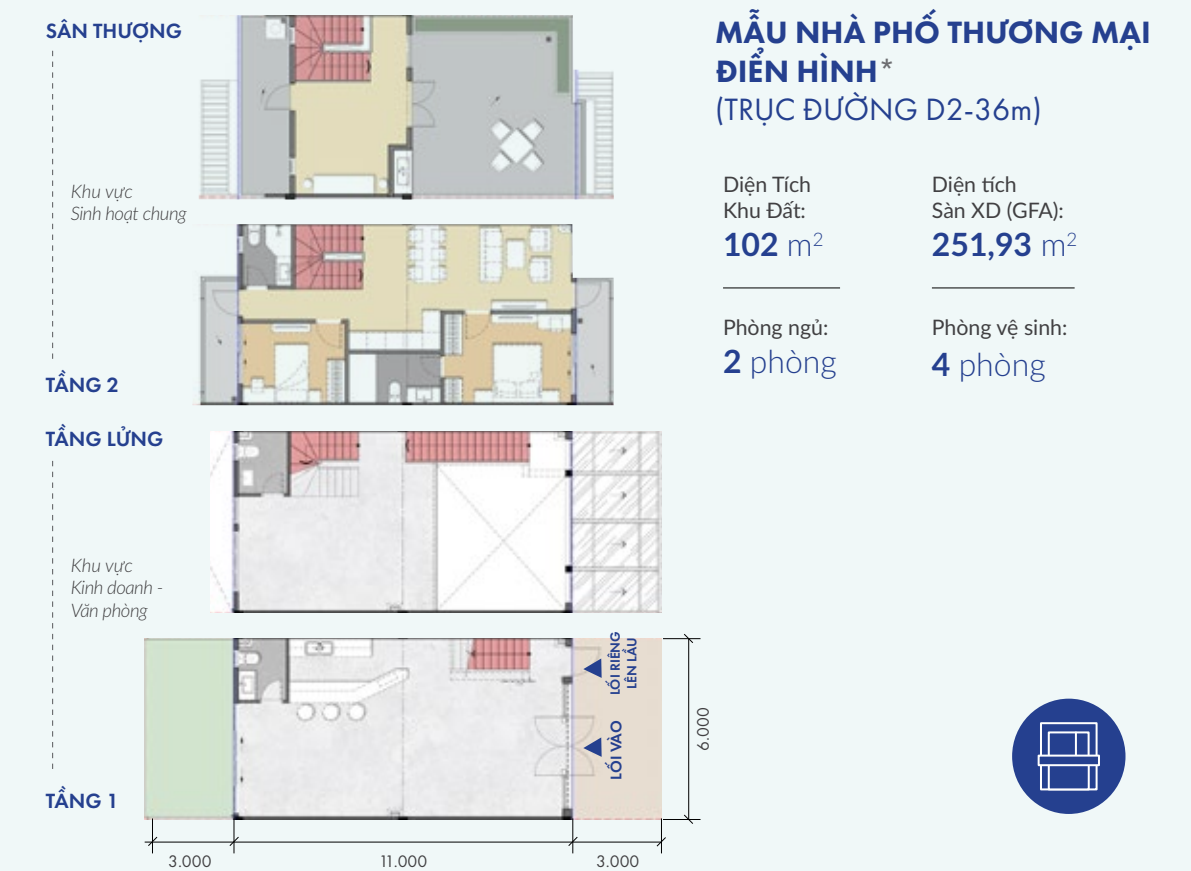 SÂN THƯỢNG
Khu vực
Sinh hoạt chung
TẦNG 2
TẦNG LỬNG
Khu vực
Kinh doanh -
Văn phòng
TẦNG 1
LỐI RIÊNG
LÊN LẦU
LỐI VÀO
6.000
3.000
11.000
3.000
MẪU NHÀ PHỐ THƯƠNG MẠI
ĐIỂN HÌNH*
(TRỤC ĐƯỜNG D2-36m)
Diện Tích
Khu Đất:
102 m²
Diện tích
Sàn XD (GFA):
251,93 m²
Phòng ngủ:
2 phòng
Phòng vệ sinh:
4 phòng